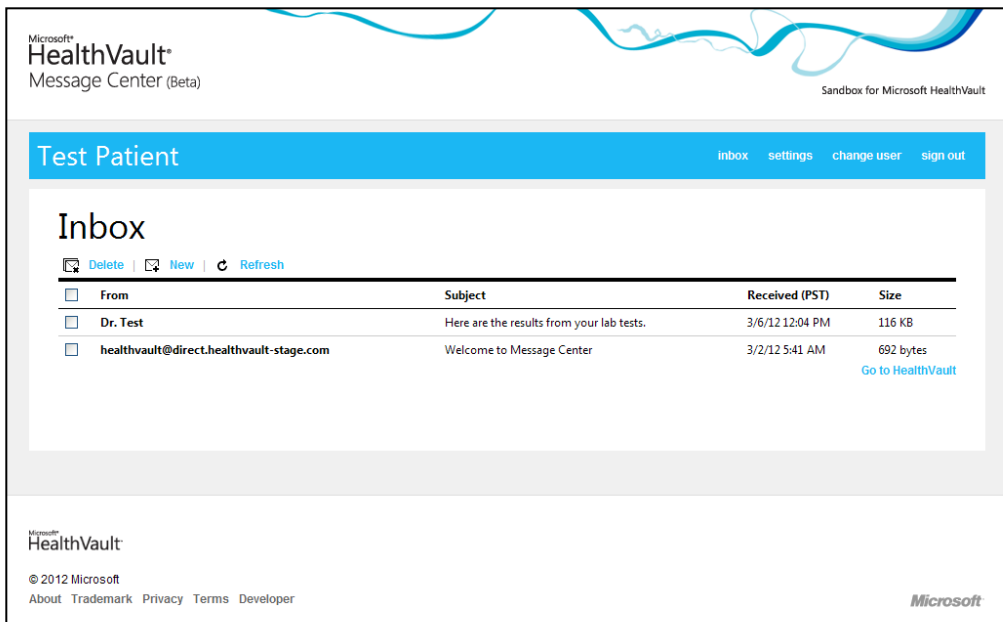 Microsoft®
HealthVault®
Message Center (Beta)
Sandbox for Microsoft HealthVault
Test Patient inbox settings change user sign out
Inbox
Delete | New | Refresh
From Subject Received (PST) Size
Dr. Test Here are the results from your lab tests. 3/6/12 12:04 PM 116 KB
healthvault@direct.healthvault-stage.com Welcome to Message Center 3/2/12 5:41 AM 692 bytes
Go to HealthVault
Microsoft®
HealthVault
© 2012 Microsoft
About Trademark Privacy Terms Developer
Microsoft